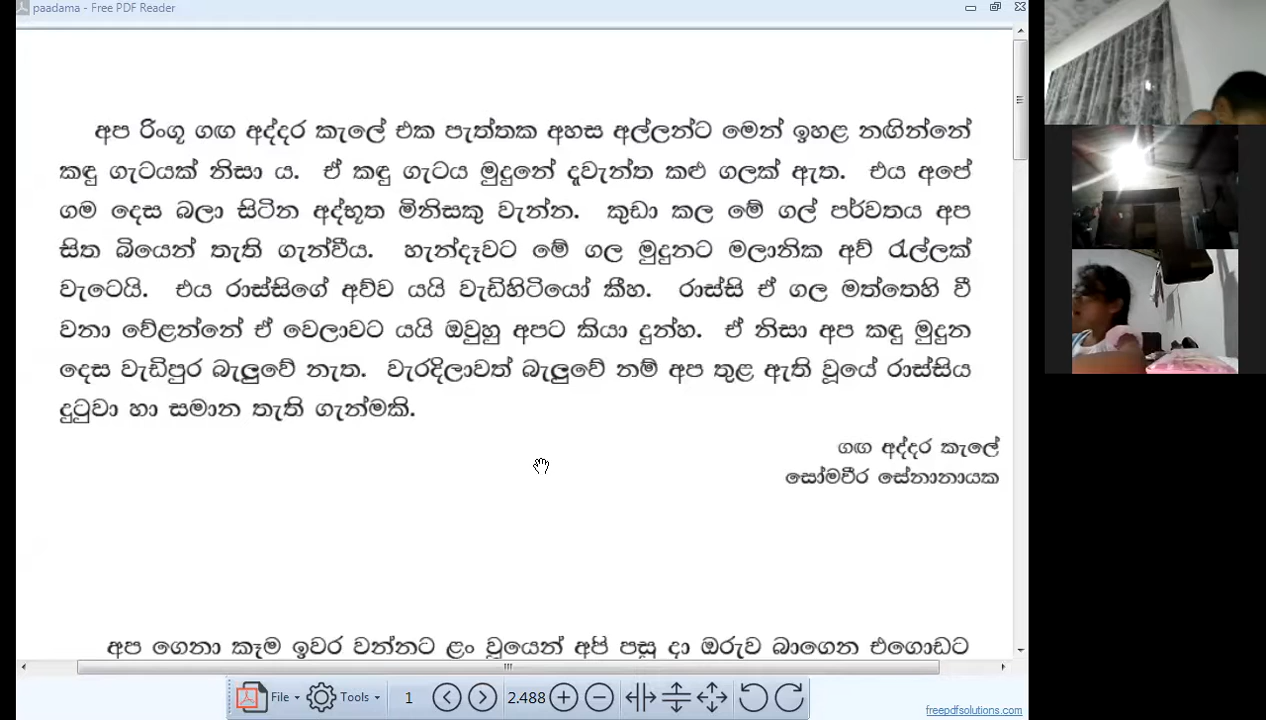 paadama - Free PDF Reader
අප රිංගූ ගඟ අද්දර කැලේ එක පැත්තක අහස අල්ලන්ට මෙන් ඉහළ නඟින්නේ
කඳු ගැටයක් නිසා ය. ඒ කඳු ගැටය මුදුනේ දැවැන්ත කළු ගලක් ඇත. එය අපේ
ගම දෙස බලා සිටින අද්භූත මිනිසකු වැන්න. කුඩා කල මේ ගල් පර්වතය අප
සිත බියෙන් තැති ගැන්වීය. හැන්දෑවට මේ ගල මුදුනට මලානික අව් රැල්ලක්
වැටෙයි. එය රාස්සිගේ අව්ව යයි වැඩිහිටියෝ කීහ. රාස්සි ඒ ගල මත්තෙහි වී
වනා වේළන්නේ ඒ වෙලාවට යයි ඔවුහු අපට කියා දුන්හ. ඒ නිසා අප කඳු මුදුන
දෙස වැඩිපුර බැලුවේ නැත. වැරදිලාවත් බැලුවේ නම් අප තුළ ඇති වූයේ රාස්සිය
දුටුවා හා සමාන තැති ගැන්මකි.
ගඟ අද්දර කැලේ
සෝමවීර සේනානායක
අප ගෙනා කෑම ඉවර වන්නට ළං වූයෙන් අපි පසු දා ඔරුව බාගෙන එගොඩට
File Tools 1 2.488
freepdfsolutions.com